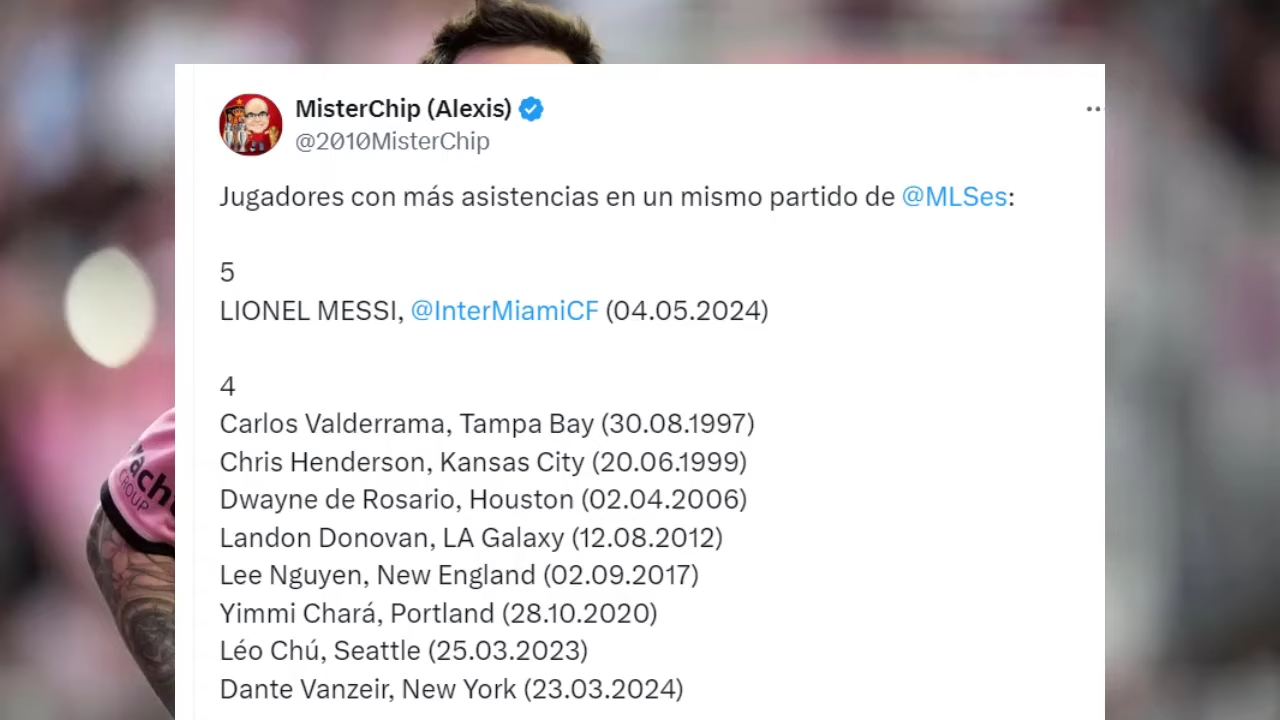 MisterChip (Alexis)
@2010MisterChip
Jugadores con más asistencias en un mismo partido de @MLSes:
5
LIONEL MESSI, @InterMiamiCF (04.05.2024)
4
Carlos Valderrama, Tampa Bay (30.08.1997)
Chris Henderson, Kansas City (20.06.1999)
Dwayne de Rosario, Houston (02.04.2006)
Landon Donovan, LA Galaxy (12.08.2012)
Lee Nguyen, New England (02.09.2017)
Yimmi Chará, Portland (28.10.2020)
Léo Chú, Seattle (25.03.2023)
Dante Vanzeir, New York (23.03.2024)
GROUP